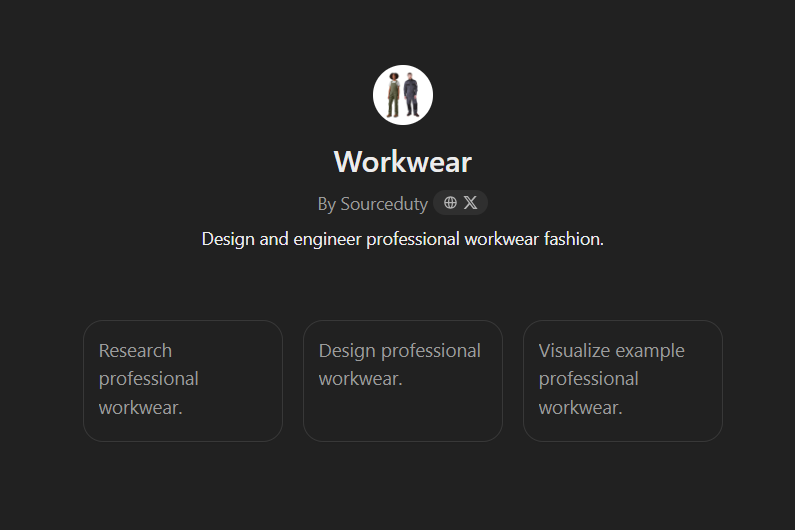 Workwear
By Sourceduty
Design and engineer professional workwear fashion.
Research
professional
workwear.
Design professional
workwear.
Visualize example
professional
workwear.